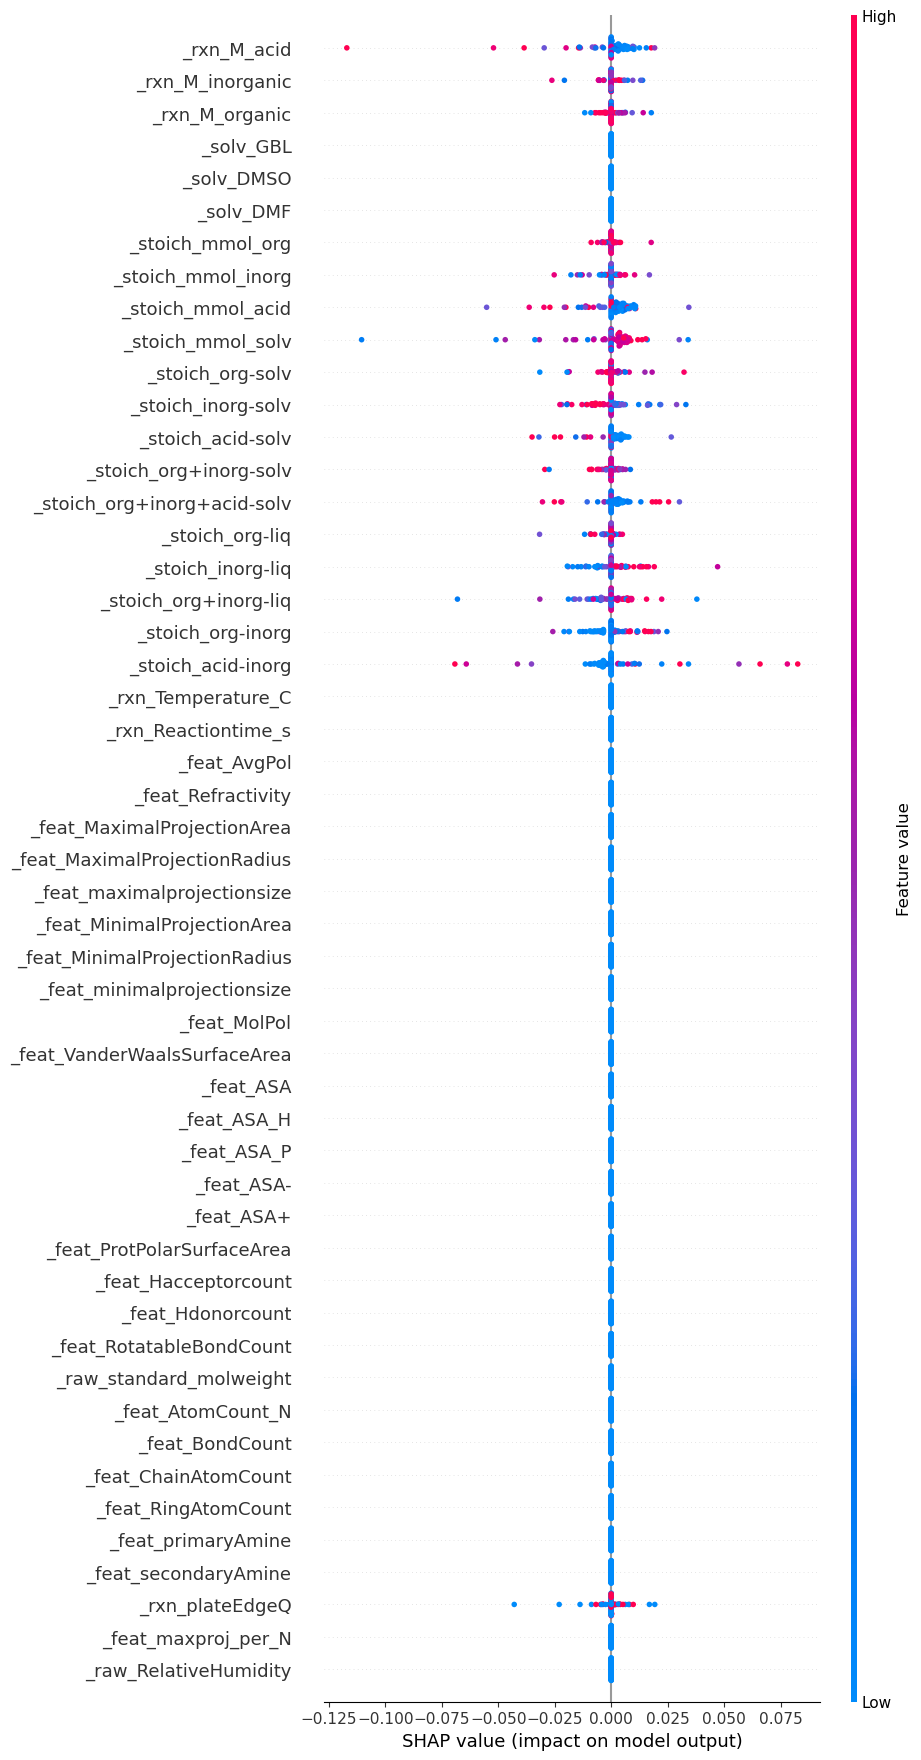 High
_rxn_M_acid
_rxn_M_inorganic
_rxn_M_organic
_solv_GBL
_solv_DMSO
_solv_DMF
_stoich_mmol_org
_stoich_mmol_inorg
_stoich_mmol_acid
_stoich_mmol_solv
_stoich_org-solv
_stoich_inorg-solv
_stoich_acid-solv
_stoich_org+inorg-solv
_stoich_org+inorg+acid-solv
_stoich_org-liq
_stoich_inorg-liq
_stoich_org+inorg-liq
_stoich_org-inorg
_stoich_acid-inorg
_rxn_Temperature_C
_rxn_Reactiontime_s
_feat_AvgPol
_feat_Refractivity
_feat_MaximalProjectionArea
_feat_MaximalProjectionRadius
_feat_maximalprojectionsize
_feat_MinimalProjectionArea
_feat_MinimalProjectionRadius
_feat_minimalprojectionsize
_feat_MolPol
_feat_VanderWaalsSurfaceArea
_feat_ASA
_feat_ASA_H
_feat_ASA_P
_feat_ASA-
_feat_ASA+
_feat_ProtPolarSurfaceArea
_feat_Hacceptorcount
_feat_Hdonorcount
_feat_RotatableBondCount
_raw_standard_molweight
_feat_AtomCount_N
_feat_BondCount
_feat_ChainAtomCount
_feat_RingAtomCount
_feat_primaryAmine
_feat_secondaryAmine
_rxn_plateEdgeQ
_feat_maxproj_per_N
_raw_RelativeHumidity
Feature value
Low
−0.125 −0.100 −0.075 −0.050 −0.025 0.000 0.025 0.050 0.075
SHAP value (impact on model output)